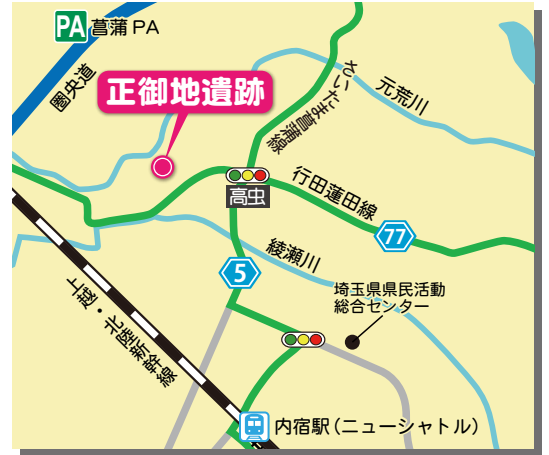 PA 菖蒲 PA
圏央道
正御地遺跡
さいたま菖蒲線
元荒川
高虫
行田蓮田線
77
綾瀬川
5
埼玉県県民活動
総合センター
上越・北陸新幹線
内宿駅（ニューシャトル）